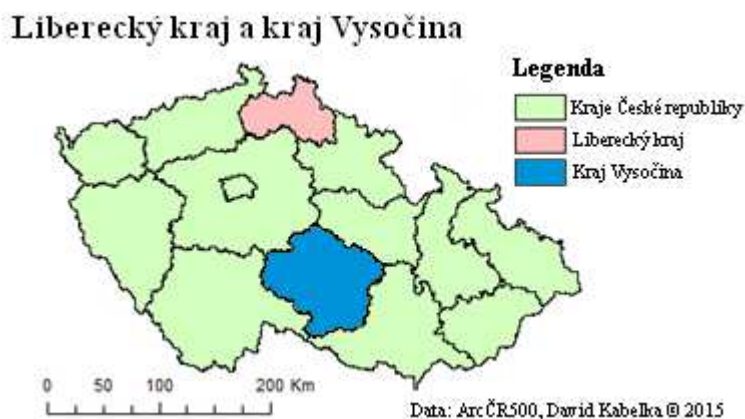 Liberecký kraj a kraj Vysočina
Legenda
Kraje České republiky
Liberecký kraj
Kraj Vysočina
0 50 100 200 Km
Data: ArcČR500, David Kabelka @ 2015